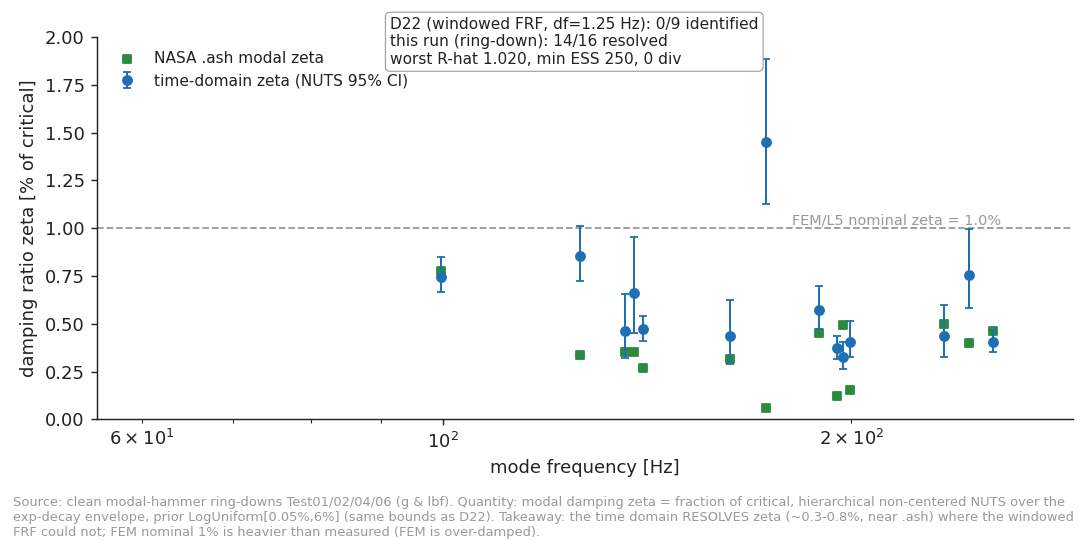 D22 (windowed FRF, df=1.25 Hz): 0/9 identified
this run (ring-down): 14/16 resolved
worst R-hat 1.020, min ESS 250, 0 div
NASA .ash modal zeta
time-domain zeta (NUTS 95% CI)
2.00
1.75
1.50
1.25
1.00
0.75
0.50
0.25
0.00
damping ratio zeta [% of critical]
FEM/L5 nominal zeta = 1.0%
6 × 10¹
10²
2 × 10²
mode frequency [Hz]
Source: clean modal-hammer ring-downs Test01/02/04/06 (g & lbf). Quantity: modal damping zeta = fraction of critical, hierarchical non-centered NUTS over the
exp-decay envelope, prior LogUniform[0.05%,6%] (same bounds as D22). Takeaway: the time domain RESOLVES zeta (~0.3-0.8%, near .ash) where the windowed
FRF could not; FEM nominal 1% is heavier than measured (FEM is over-damped).